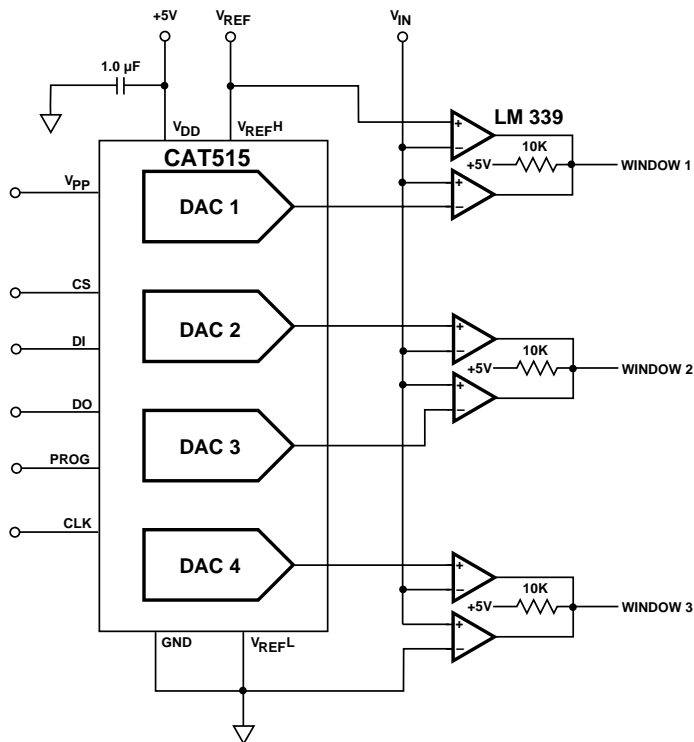 +5V
VREF
VIN
1.0 µF
VDD
VREFH
LM 339
CAT515
+
−
10K
+5V
WINDOW 1
VPP
+
−
DAC 1
CS
DAC 2
+
−
DI
10K
+5V
WINDOW 2
+
−
DO
DAC 3
PROG
CLK
DAC 4
+
−
10K
+5V
WINDOW 3
+
−
GND
VREFL